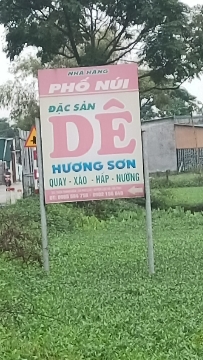 NHÀ HÀNG
PHỐ NÚI
ĐẶC SẢN
DÊ
HƯƠNG SƠN
QUAY - XÀO - HẤP - NƯỚNG